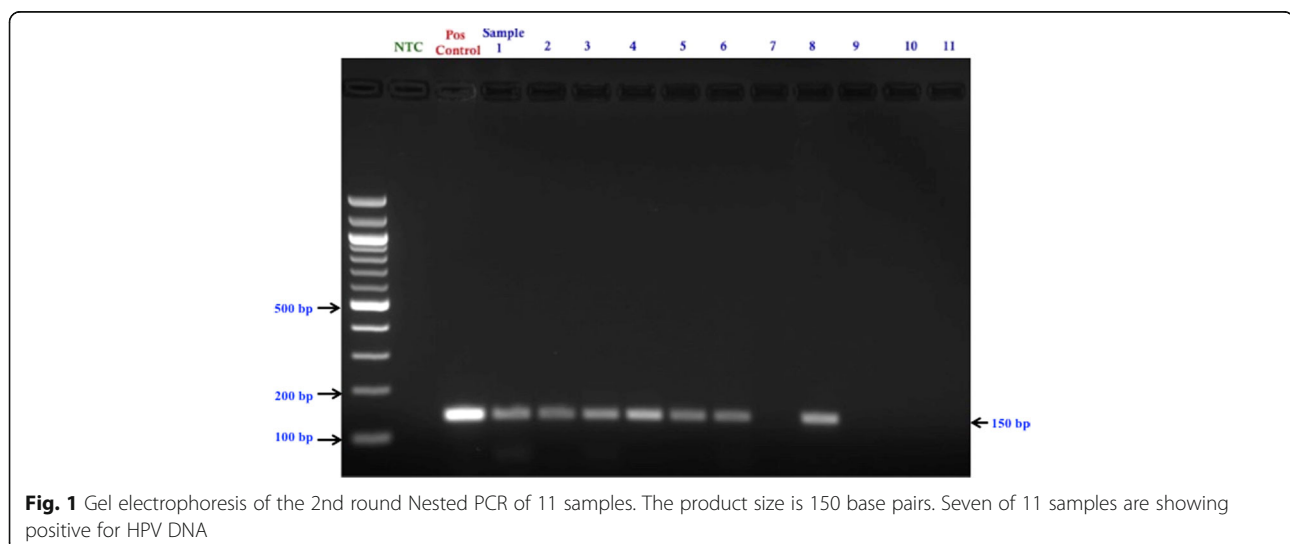 NTC Pos Control Sample 1 2 3 4 5 6 7 8 9 10 11
500 bp
200 bp
100 bp
150 bp
Fig. 1 Gel electrophoresis of the 2nd round Nested PCR of 11 samples. The product size is 150 base pairs. Seven of 11 samples are showing
positive for HPV DNA